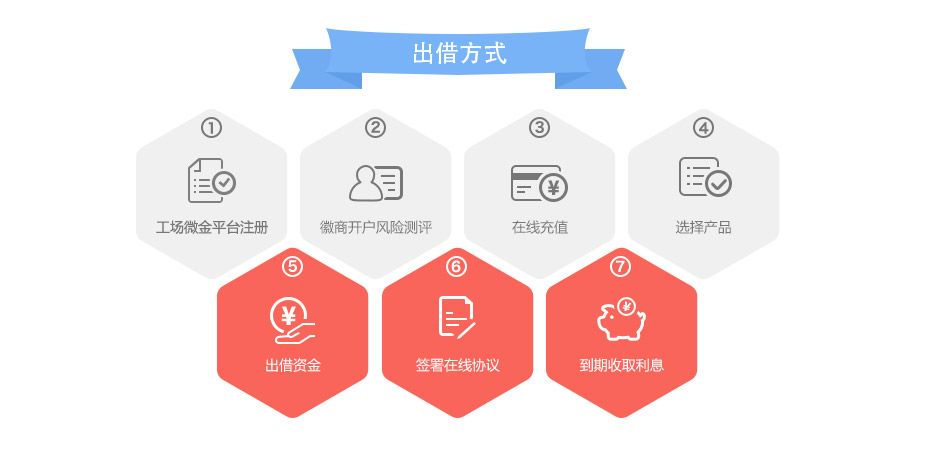 出借方式
① ② ③ ④
工场微金平台注册 徽商开户风险测评 在线充值 选择产品
⑤ ⑥ ⑦
¥ ¥ ¥
出借资金 签署在线协议 到期收取利息